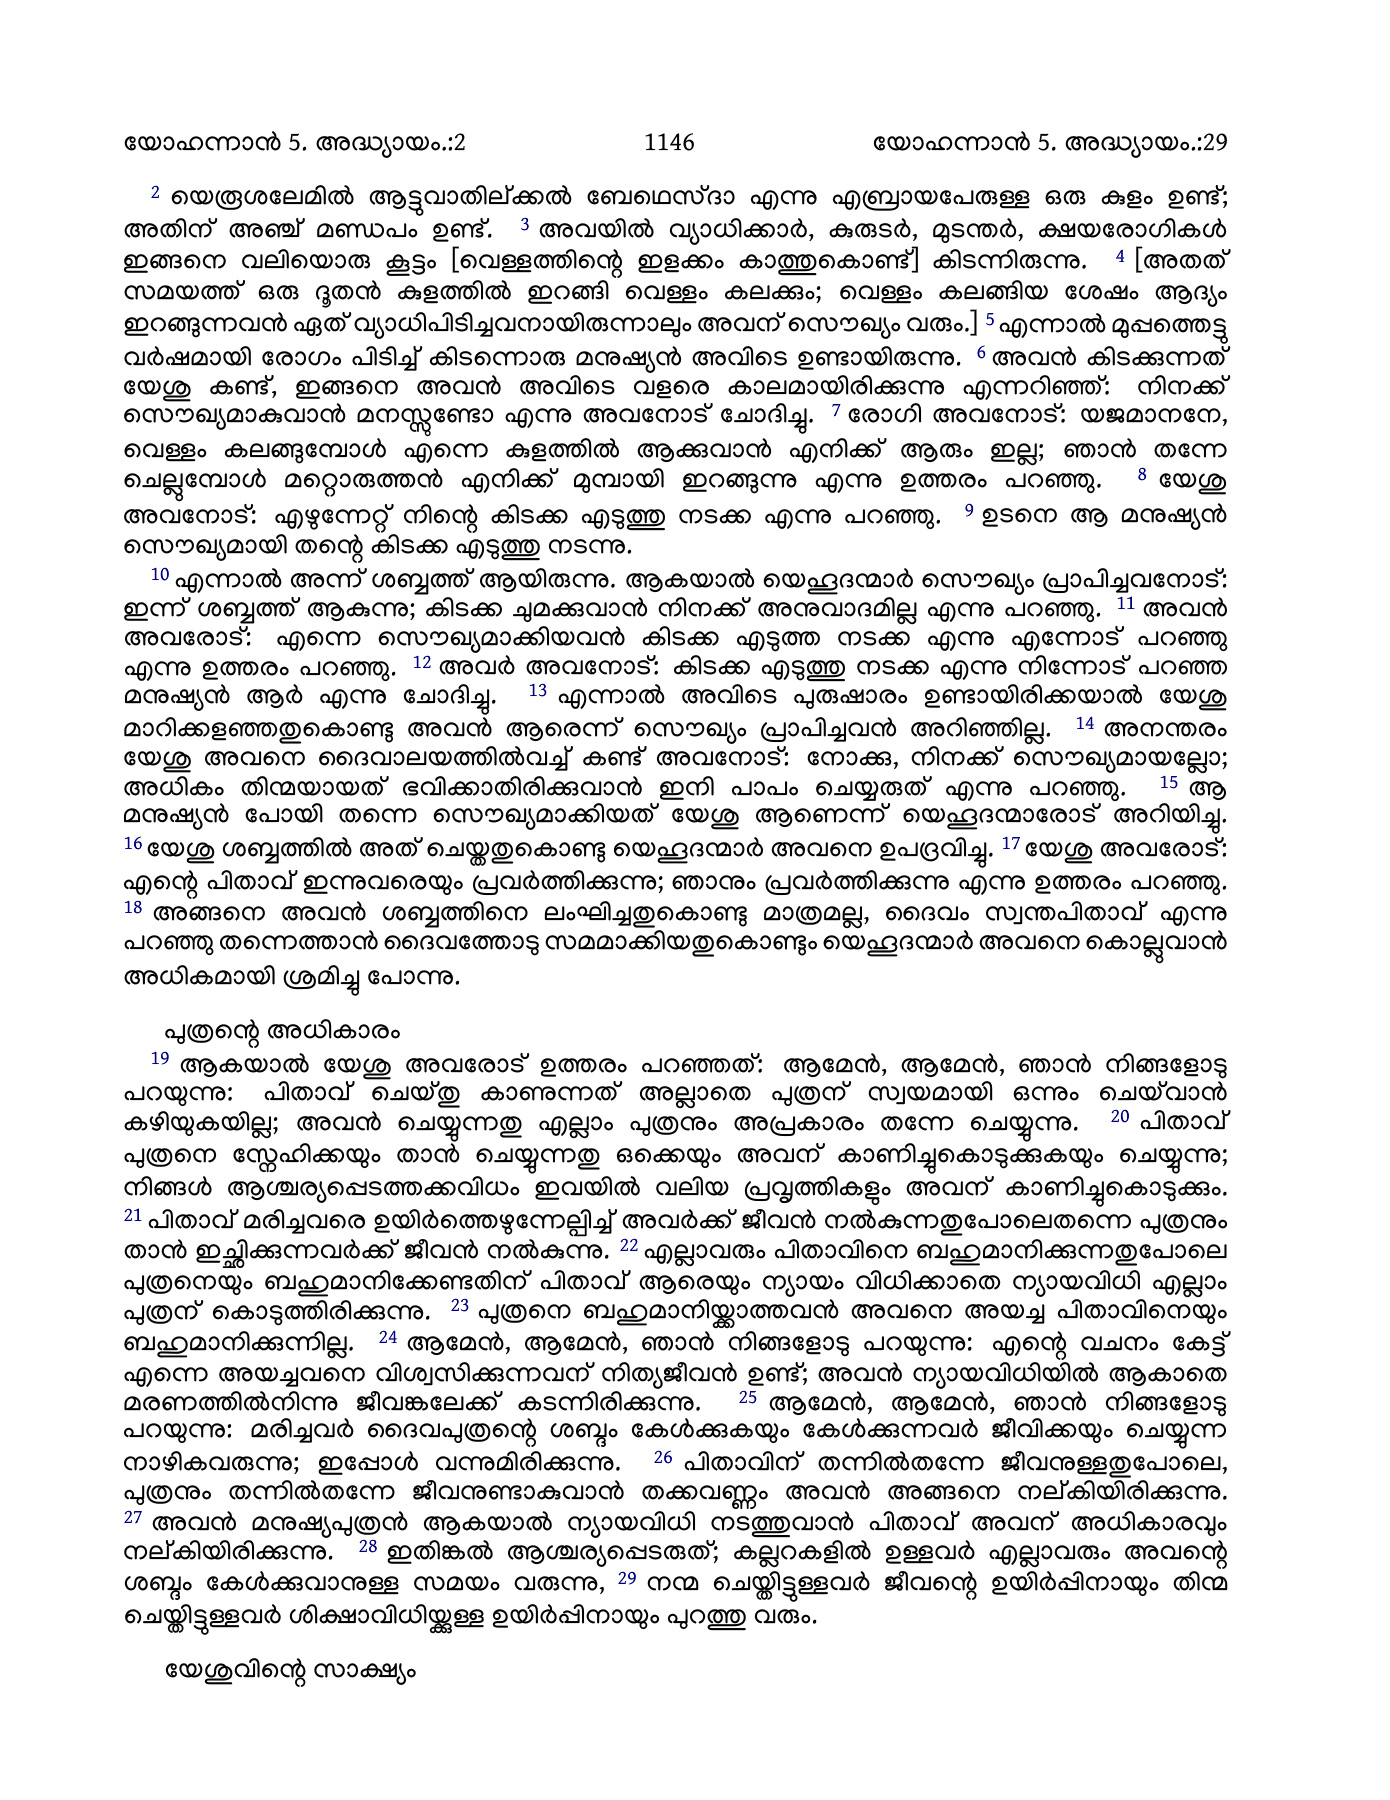 യോഹന്നാൻ 5. അദ്ധ്യായം.:2 1146 യോഹന്നാൻ 5. അദ്ധ്യായം.:29
2 യെരൂശലേമിൽ ആട്ടുവാതില്ക്കൽ ബേഥെസ്ദാ എന്നു എബ്രായപേരുള്ള ഒരു കുളം ഉണ്ട്;
അതിന് അഞ്ച് മണ്ഡപം ഉണ്ട്. 3 അവയിൽ വ്യാധിക്കാർ, കുരുടർ, മുടന്തർ, ക്ഷയരോഗികൾ
ഇങ്ങനെ വലിയൊരു കൂട്ടം [വെള്ളത്തിന്റെ ഇളക്കം കാത്തുകൊണ്ട്] കിടന്നിരുന്നു. 4 [അതത്
സമയത്ത് ഒരു ദൂതൻ കുളത്തിൽ ഇറങ്ങി വെള്ളം കലക്കും; വെള്ളം കലങ്ങിയ ശേഷം ആദ്യം
ഇറങ്ങുന്നവൻ ഏത് വ്യാധിപിടിച്ചവനായിരുന്നാലും അവന് സൌഖ്യം വരും.] 5 എന്നാൽ മുപ്പത്തെട്ടു
വർഷമായി രോഗം പിടിച്ച് കിടന്നൊരു മനുഷ്യൻ അവിടെ ഉണ്ടായിരുന്നു. 6 അവൻ കിടക്കുന്നത്
യേശു കണ്ട്, ഇങ്ങനെ അവൻ അവിടെ വളരെ കാലമായിരിക്കുന്നു എന്നറിഞ്ഞ്: നിനക്ക്
സൌഖ്യമാകുവാൻ മനസ്സുണ്ടോ എന്നു അവനോട് ചോദിച്ചു. 7 രോഗി അവനോട്: യജമാനനേ,
വെള്ളം കലങ്ങുമ്പോൾ എന്നെ കുളത്തിൽ ആക്കുവാൻ എനിക്ക് ആരും ഇല്ല; ഞാൻ തന്നേ
ചെല്ലുമ്പോൾ മറ്റൊരുത്തൻ എനിക്ക് മുമ്പായി ഇറങ്ങുന്നു എന്നു ഉത്തരം പറഞ്ഞു. 8 യേശു
അവനോട്: എഴുന്നേറ്റ് നിന്റെ കിടക്ക എടുത്തു നടക്ക എന്നു പറഞ്ഞു. 9 ഉടനെ ആ മനുഷ്യൻ
സൌഖ്യമായി തന്റെ കിടക്ക എടുത്തു നടന്നു.
10 എന്നാൽ അന്ന് ശബ്ബത്ത് ആയിരുന്നു. ആകയാൽ യെഹൂദന്മാർ സൌഖ്യം പ്രാപിച്ചവനോട്:
ഇന്ന് ശബ്ബത്ത് ആകുന്നു; കിടക്ക ചുമക്കുവാൻ നിനക്ക് അനുവാദമില്ല എന്നു പറഞ്ഞു. 11 അവൻ
അവരോട്: എന്നെ സൌഖ്യമാക്കിയവൻ കിടക്ക എടുത്ത നടക്ക എന്നു എന്നോട് പറഞ്ഞു
എന്നു ഉത്തരം പറഞ്ഞു. 12 അവർ അവനോട്: കിടക്ക എടുത്തു നടക്ക എന്നു നിന്നോട് പറഞ്ഞ
മനുഷ്യൻ ആർ എന്നു ചോദിച്ചു. 13 എന്നാൽ അവിടെ പുരുഷാരം ഉണ്ടായിരിക്കയാൽ യേശു
മാറിക്കളഞ്ഞതുകൊണ്ടു അവൻ ആരെന്ന് സൌഖ്യം പ്രാപിച്ചവൻ അറിഞ്ഞില്ല. 14 അനന്തരം
യേശു അവനെ ദൈവാലയത്തിൽവച്ച് കണ്ട് അവനോട്: നോക്കു, നിനക്ക് സൌഖ്യമായല്ലോ;
അധികം തിന്മയായത് ഭവിക്കാതിരിക്കുവാൻ ഇനി പാപം ചെയ്യരുത് എന്നു പറഞ്ഞു. 15 ആ
മനുഷ്യൻ പോയി തന്നെ സൌഖ്യമാക്കിയത് യേശു ആണെന്ന് യെഹൂദന്മാരോട് അറിയിച്ചു.
16 യേശു ശബ്ബത്തിൽ അത് ചെയ്തതുകൊണ്ടു യെഹൂദന്മാർ അവനെ ഉപദ്രവിച്ചു. 17 യേശു അവരോട്:
എന്റെ പിതാവ് ഇന്നുവരെയും പ്രവർത്തിക്കുന്നു; ഞാനും പ്രവർത്തിക്കുന്നു എന്നു ഉത്തരം പറഞ്ഞു.
18 അങ്ങനെ അവൻ ശബ്ബത്തിനെ ലംഘിച്ചതുകൊണ്ടു മാത്രമല്ല, ദൈവം സ്വന്തപിതാവ് എന്നു
പറഞ്ഞു തന്നെത്താൻ ദൈവത്തോടു സമമാക്കിയതുകൊണ്ടും യെഹൂദന്മാർ അവനെ കൊല്ലുവാൻ
അധികമായി ശ്രമിച്ചു പോന്നു.
പുത്രന്റെ അധികാരം
19 ആകയാൽ യേശു അവരോട് ഉത്തരം പറഞ്ഞത്: ആമേൻ, ആമേൻ, ഞാൻ നിങ്ങളോടു
പറയുന്നു: പിതാവ് ചെയ്തു കാണുന്നത് അല്ലാതെ പുത്രന് സ്വയമായി ഒന്നും ചെയ്‌വാൻ
കഴിയുകയില്ല; അവൻ ചെയ്യുന്നതു എല്ലാം പുത്രനും അപ്രകാരം തന്നേ ചെയ്യുന്നു. 20 പിതാവ്
പുത്രനെ സ്നേഹിക്കയും താൻ ചെയ്യുന്നതു ഒക്കെയും അവന് കാണിച്ചുകൊടുക്കുകയും ചെയ്യുന്നു;
നിങ്ങൾ ആശ്ചര്യപ്പെടത്തക്കവിധം ഇവയിൽ വലിയ പ്രവൃത്തികളും അവന് കാണിച്ചുകൊടുക്കും.
21 പിതാവ് മരിച്ചവരെ ഉയിർത്തെഴുന്നേല്പിച്ച് അവർക്ക് ജീവൻ നൽകുന്നതുപോലെതന്നെ പുത്രനും
താൻ ഇച്ഛിക്കുന്നവർക്ക് ജീവൻ നൽകുന്നു. 22 എല്ലാവരും പിതാവിനെ ബഹുമാനിക്കുന്നതുപോലെ
പുത്രനെയും ബഹുമാനിക്കേണ്ടതിന് പിതാവ് ആരെയും ന്യായം വിധിക്കാതെ ന്യായവിധി എല്ലാം
പുത്രന് കൊടുത്തിരിക്കുന്നു. 23 പുത്രനെ ബഹുമാനിയ്ക്കാത്തവൻ അവനെ അയച്ച പിതാവിനെയും
ബഹുമാനിക്കുന്നില്ല. 24 ആമേൻ, ആമേൻ, ഞാൻ നിങ്ങളോടു പറയുന്നു: എന്റെ വചനം കേട്ട്
എന്നെ അയച്ചവനെ വിശ്വസിക്കുന്നവന് നിത്യജീവൻ ഉണ്ട്; അവൻ ന്യായവിധിയിൽ ആകാതെ
മരണത്തിൽനിന്നു ജീവങ്കലേക്ക് കടന്നിരിക്കുന്നു. 25 ആമേൻ, ആമേൻ, ഞാൻ നിങ്ങളോടു
പറയുന്നു: മരിച്ചവർ ദൈവപുത്രന്റെ ശബ്ദം കേൾക്കുകയും കേൾക്കുന്നവർ ജീവിക്കയും ചെയ്യുന്ന
നാഴികവരുന്നു; ഇപ്പോൾ വന്നുമിരിക്കുന്നു. 26 പിതാവിന് തന്നിൽതന്നേ ജീവനുള്ളതുപോലെ,
പുത്രനും തന്നിൽതന്നേ ജീവനുണ്ടാകുവാൻ തക്കവണ്ണം അവൻ അങ്ങനെ നല്കിയിരിക്കുന്നു.
27 അവൻ മനുഷ്യപുത്രൻ ആകയാൽ ന്യായവിധി നടത്തുവാൻ പിതാവ് അവന് അധികാരവും
നല്കിയിരിക്കുന്നു. 28 ഇതിങ്കൽ ആശ്ചര്യപ്പെടരുത്; കല്ലറകളിൽ ഉള്ളവർ എല്ലാവരും അവന്റെ
ശബ്ദം കേൾക്കുവാനുള്ള സമയം വരുന്നു, 29 നന്മ ചെയ്തിട്ടുള്ളവർ ജീവന്റെ ഉയിർപ്പിനായും തിന്മ
ചെയ്തിട്ടുള്ളവർ ശിക്ഷാവിധിയ്ക്കുള്ള ഉയിർപ്പിനായും പുറത്തു വരും.
യേശുവിന്റെ സാക്ഷ്യം